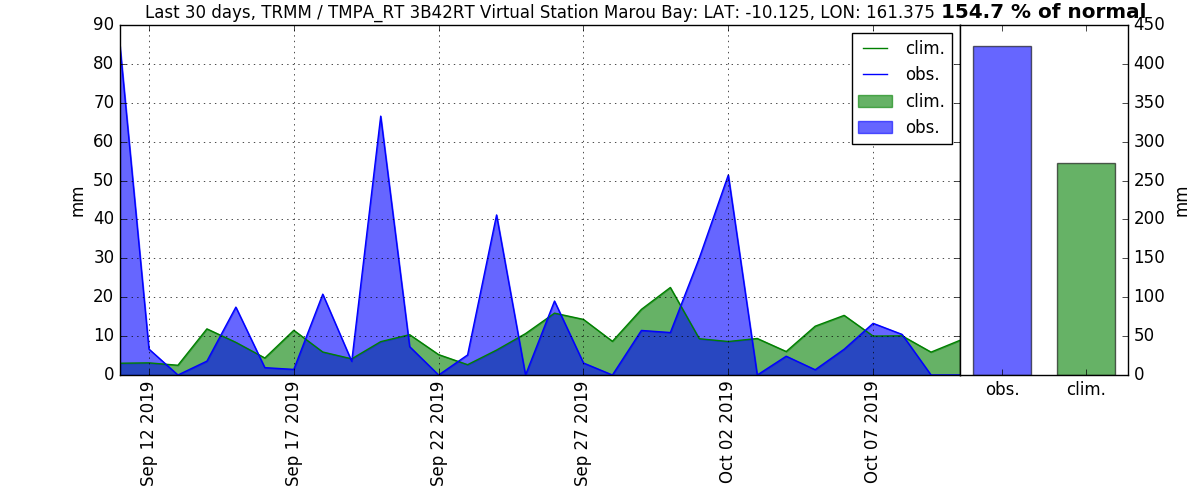 Last 30 days, TRMM / TMPA_RT 3B42RT Virtual Station Marou Bay: LAT: -10.125, LON: 161.375 154.7 % of normal
90
80
70
60
50
40
30
20
10
0
mm
clim.
obs.
clim.
obs.
450
400
350
300
250
200
150
100
50
0
mm
Sep 12 2019
Sep 17 2019
Sep 22 2019
Sep 27 2019
Oct 02 2019
Oct 07 2019
obs.
clim.